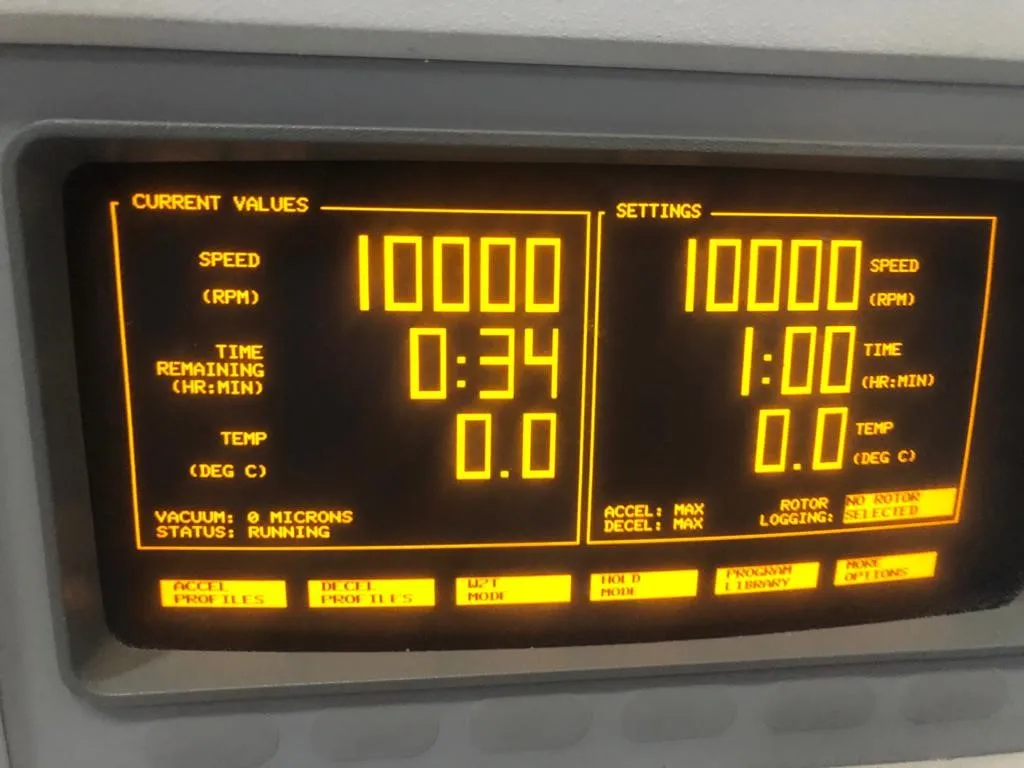 CURRENT VALUES
SPEED
(RPM)
10000
TIME
REMAINING
(HR:MIN)
0:34
TEMP
(DEG C)
0.0
VACUUM: 0 MICRONS
STATUS: RUNNING
SETTINGS
10000
SPEED
(RPM)
1:00
TIME
(HR:MIN)
0.0
TEMP
(DEG C)
ACCEL: MAX
DECEL: MAX
ROTOR
LOGGING:
NO ROTOR
SELECTED
ACCEL
PROFILES
DECEL
PROFILES
W²T
MODE
HOLD
MODE
PROGRAM
LIBRARY
MORE
OPTIONS